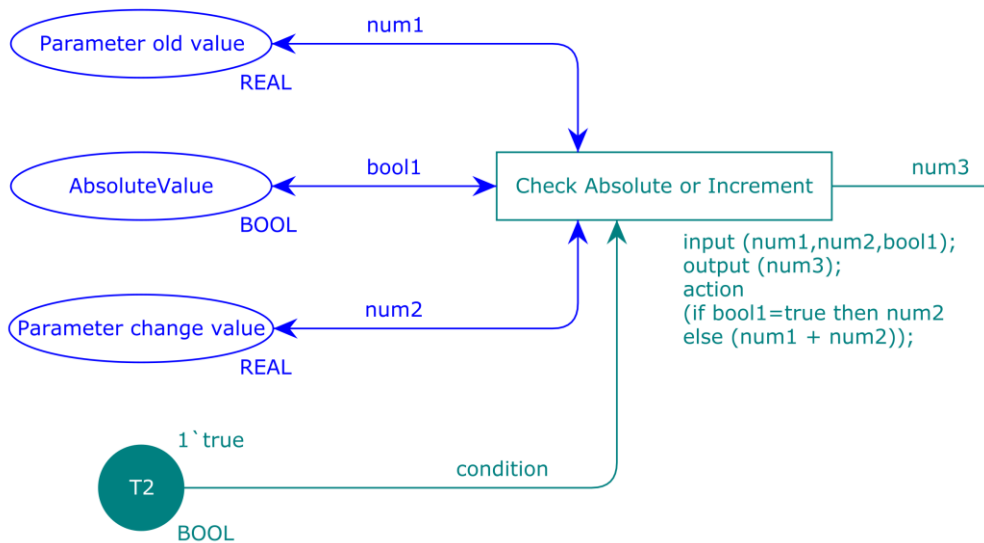 num1
Parameter old value
REAL
bool1
num3
AbsoluteValue
Check Absolute or Increment
BOOL
input (num1,num2,bool1);
output (num3);
action
(if bool1=true then num2
else (num1 + num2));
num2
Parameter change value
REAL
1`true
condition
T2
BOOL